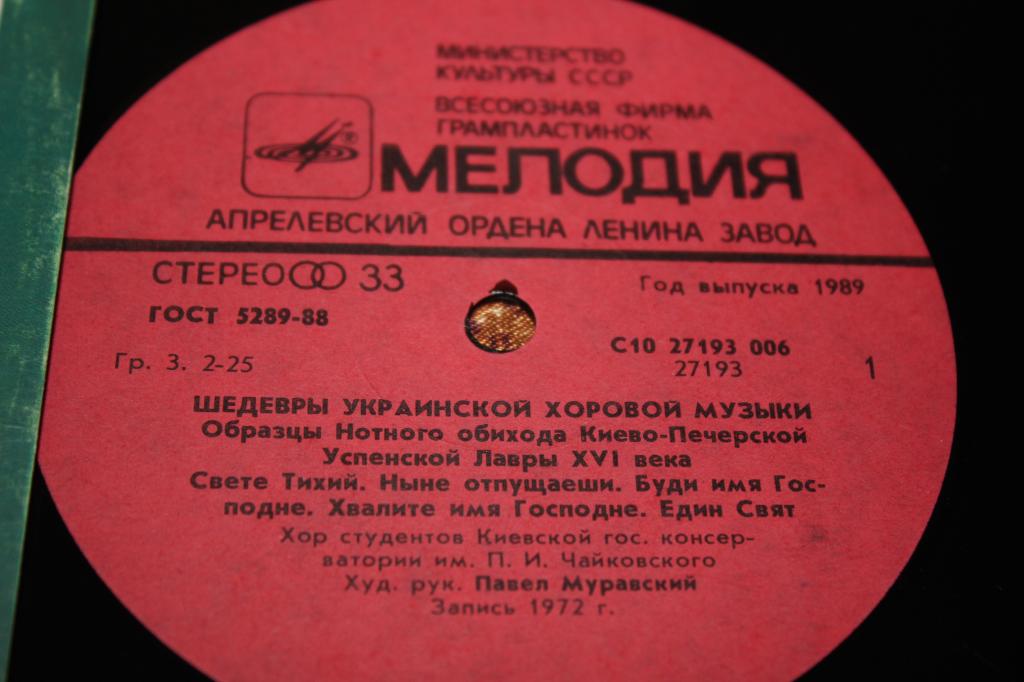 МИНИСТЕРСТВО
КУЛЬТУРЫ СССР
ВСЕСОЮЗНАЯ ФИРМА
ГРАМПЛАСТИНОК
® МЕЛОДИЯ
АПРЕЛЕВСКИЙ ОРДЕНА ЛЕНИНА ЗАВОД
СТЕРЕО 33
Год выпуска 1989
ГОСТ 5289-88
С10 27193 006
Гр. 3. 2-25
27193
1
ШЕДЕВРЫ УКРАИНСКОЙ ХОРОВОЙ МУЗЫКИ
Образцы Нотного обихода Киево-Печерской
Успенской Лавры XVI века
Свете Тихий. Ныне отпущаеши. Буди имя Гос-
подне. Хвалите имя Господне. Един Свят
Хор студентов Киевской гос. консер-
ватории им. П. И. Чайковского
Худ. рук. Павел Муравский
Запись 1972 г.